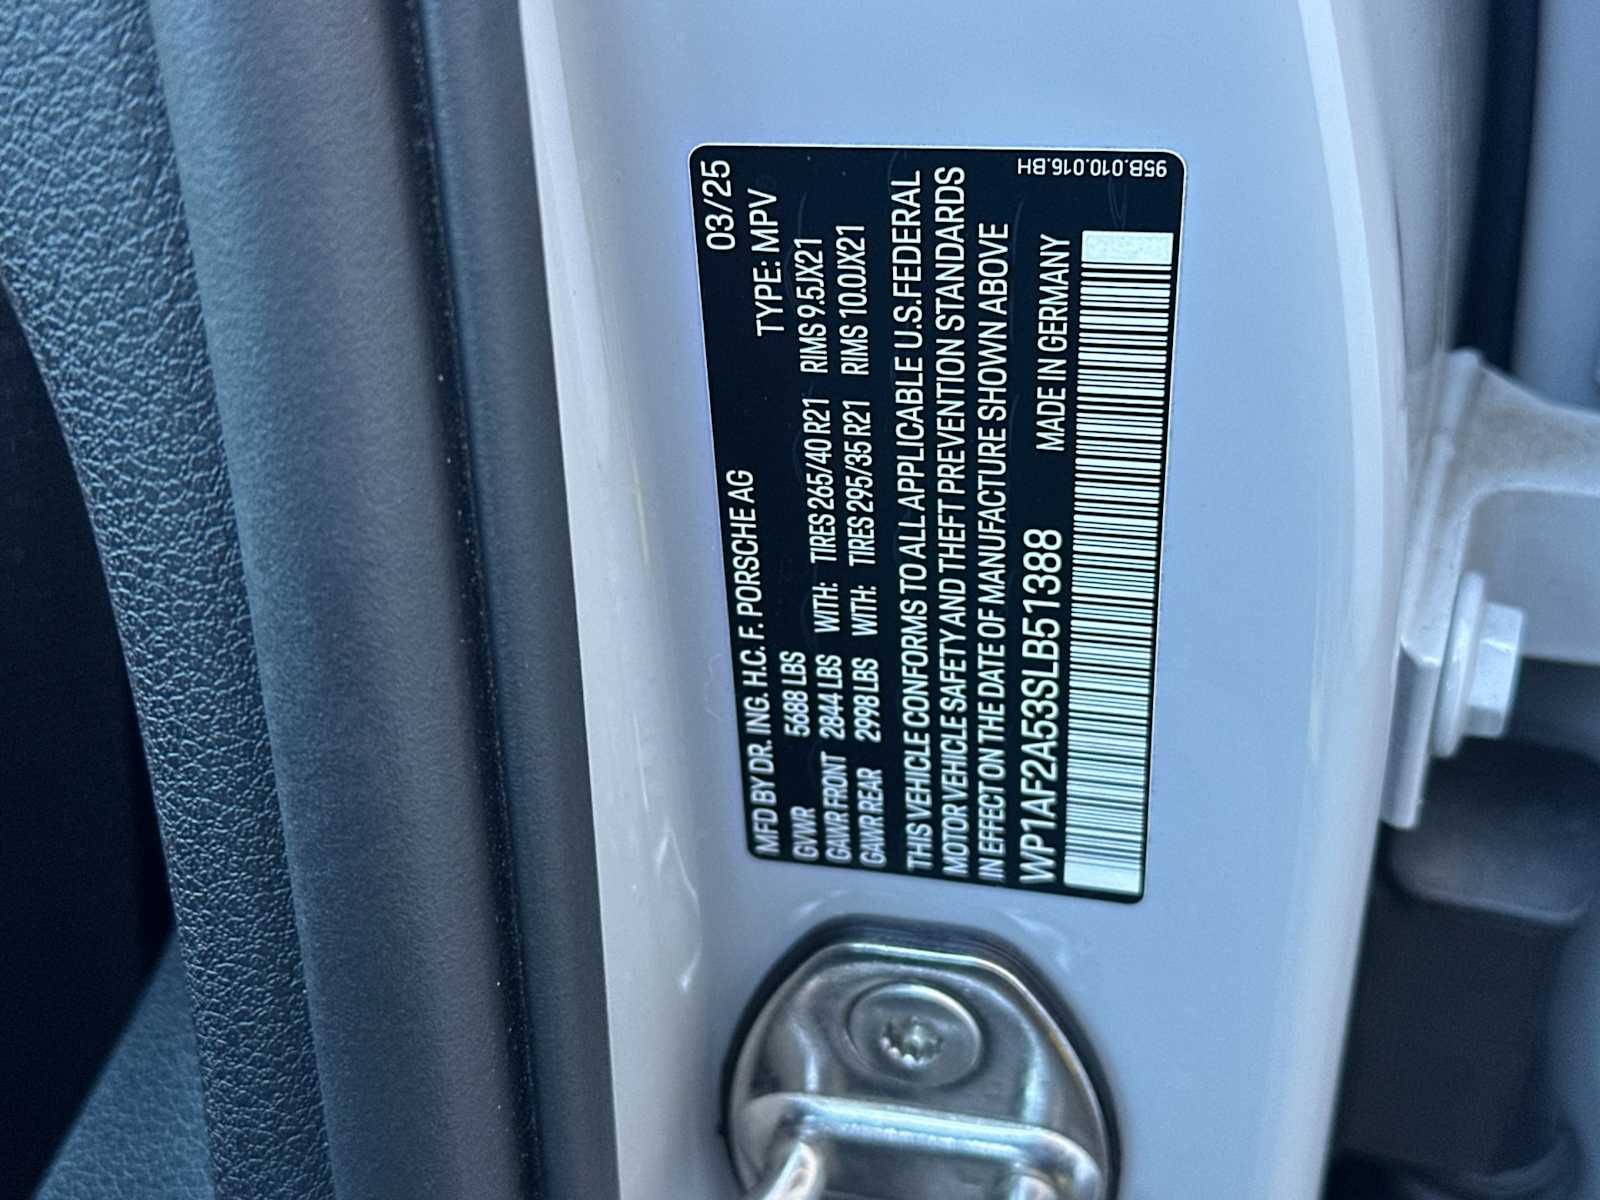 03/25
MFD BY DR. ING. H.C. F. PORSCHE AG TYPE: MPV
GVWR 5688 LBS
GAWR FRONT 2844 LBS WITH: TIRES 265/40 R21 RIMS 9.5JX21
GAWR REAR 2998 LBS WITH: TIRES 295/35 R21 RIMS 10.0JX21
THIS VEHICLE CONFORMS TO ALL APPLICABLE U.S. FEDERAL
MOTOR VEHICLE SAFETY AND THEFT PREVENTION STANDARDS
IN EFFECT ON THE DATE OF MANUFACTURE SHOWN ABOVE
WP1AF2A53SLB51388 MADE IN GERMANY
95B.010.016.BH